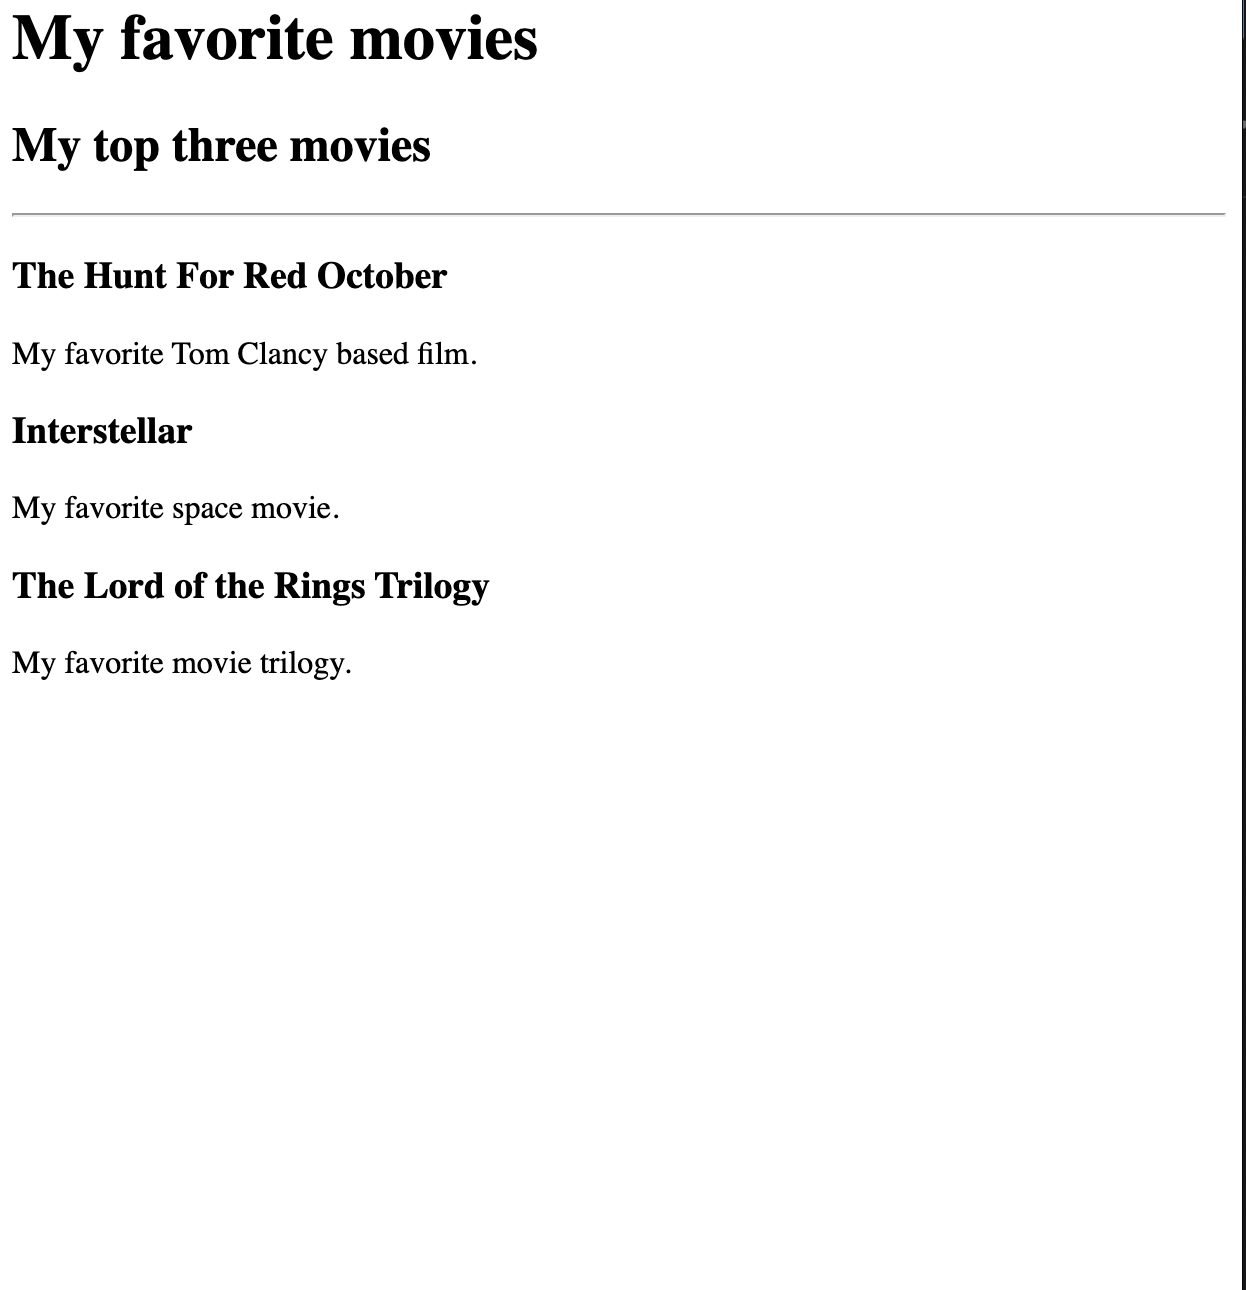 My favorite movies
My top three movies
The Hunt For Red October
My favorite Tom Clancy based film.
Interstellar
My favorite space movie.
The Lord of the Rings Trilogy
My favorite movie trilogy.